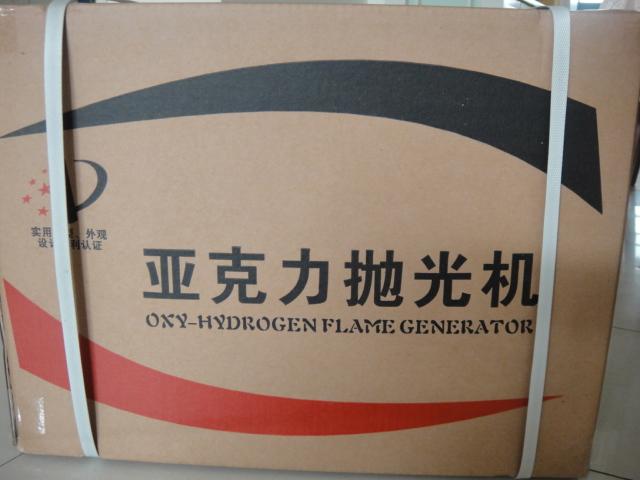 实用 、外观
设计 利认证
亚克力抛光机
OXY-HYDROGEN FLAME GENERATOR